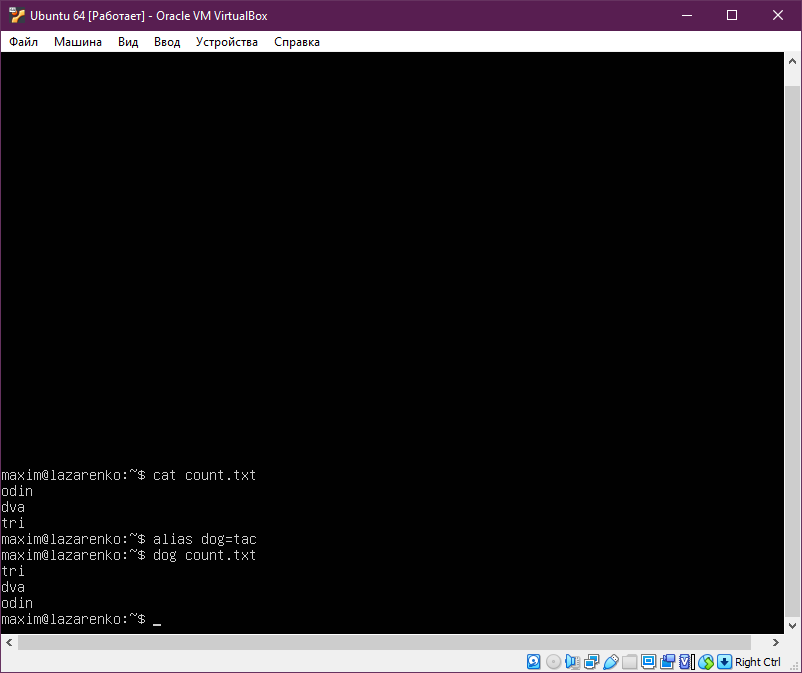 Ubuntu 64 [Работает] - Oracle VM VirtualBox
Файл Машина Вид Ввод Устройства Справка
maxim@lazarenko:~$ cat count.txt
odin
dva
tri
maxim@lazarenko:~$ alias dog=tac
maxim@lazarenko:~$ dog count.txt
tri
dva
odin
maxim@lazarenko:~$ _
Right Ctrl